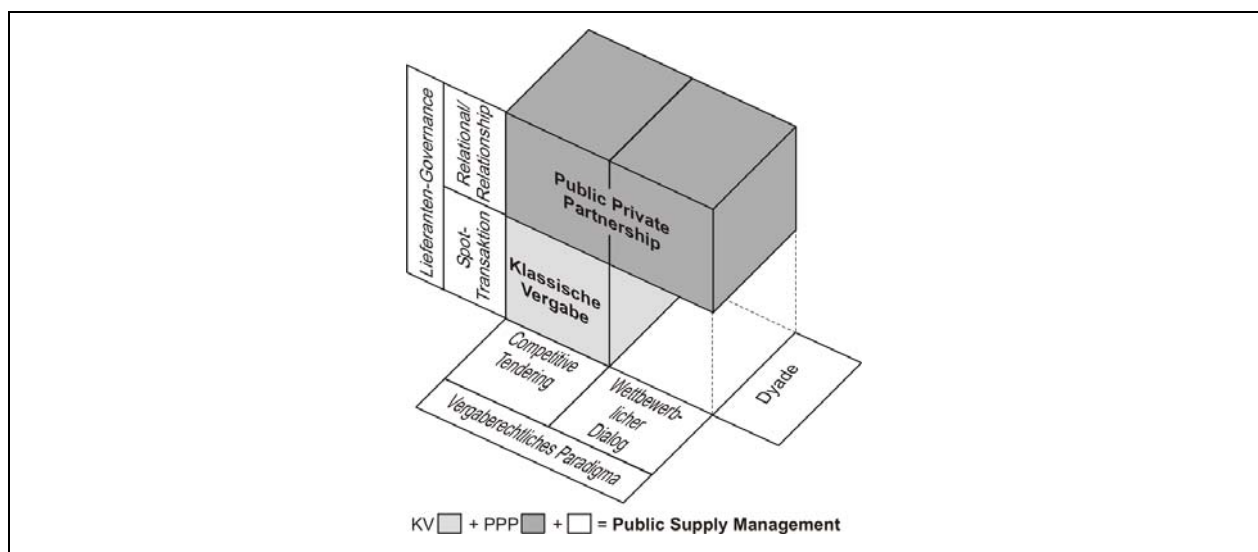 Lieferanten-Governance
Relational/
Relationship
Spot-
Transaktion
Public Private
Partnership
Klassische
Vergabe
Competitive
Tendering
Wettbewerb-
licher
Dialog
Dyade
Vergaberechtliches Paradigma
KV + PPP + = Public Supply Management